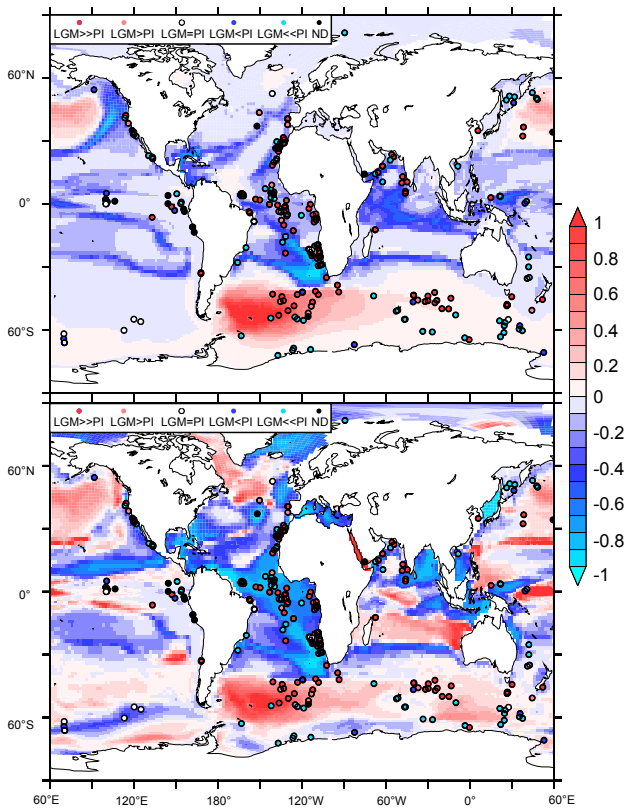 LGM>>PI LGM>PI LGM=PI LGM<PI LGM<<PI ND
60°N
0°
60°S
1
0.8
0.6
0.4
0.2
0
-0.2
-0.4
-0.6
-0.8
-1
LGM>>PI LGM>PI LGM=PI LGM<PI LGM<<PI ND
60°N
0°
60°S
60°E 120°E 180° 120°W 60°W 0° 60°E